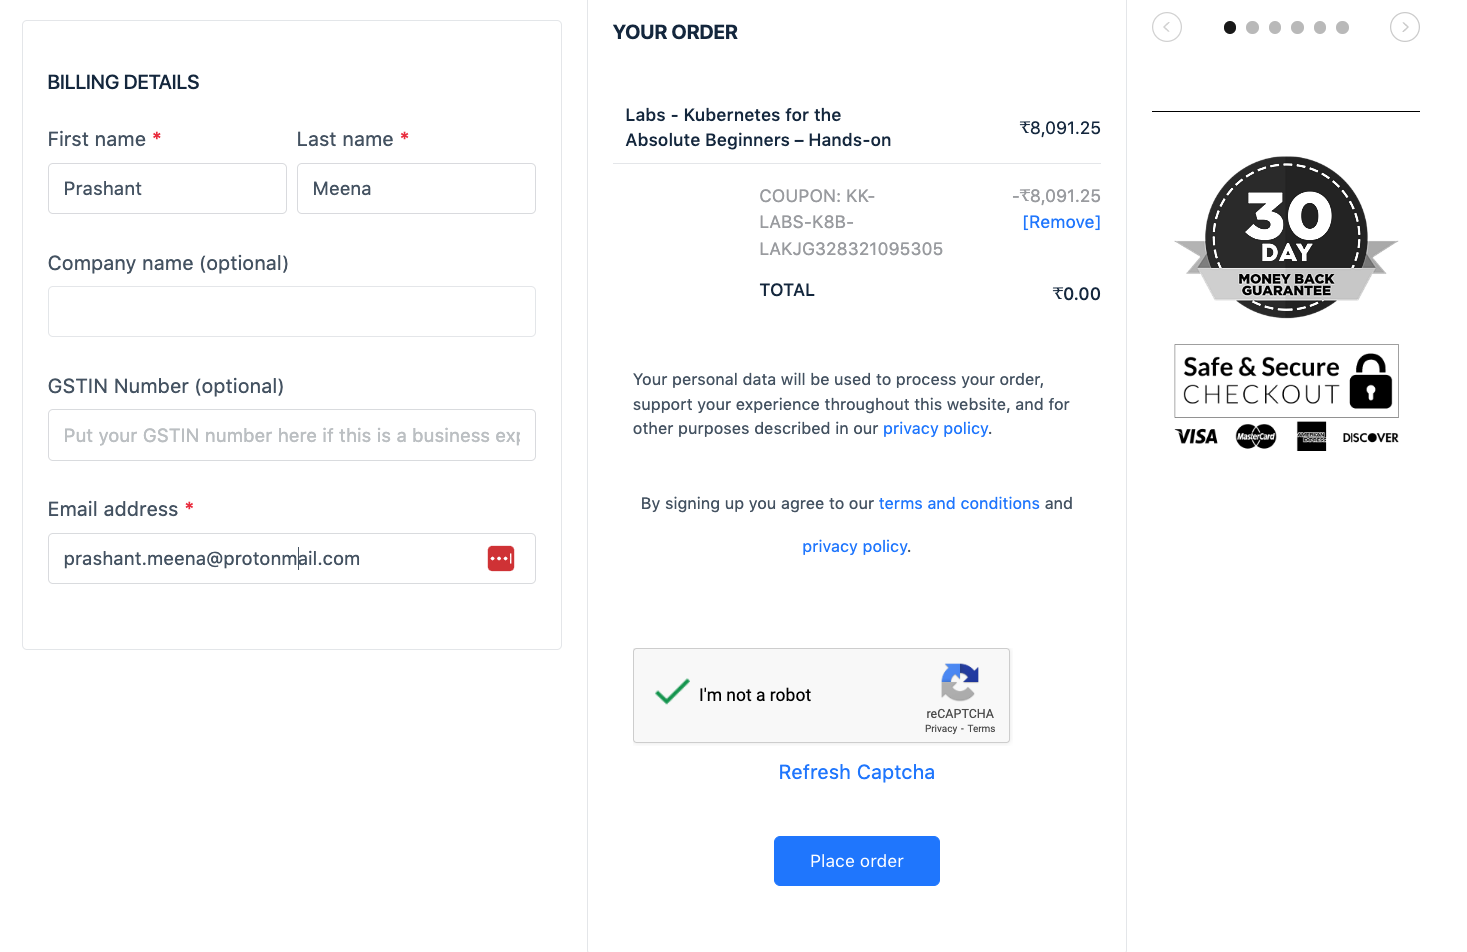 BILLING DETAILS
First name *
Last name *
Prashant
Meena
Company name (optional)
GSTIN Number (optional)
Put your GSTIN number here if this is a business exp
Email address *
prashant.meena@protonmail.com
YOUR ORDER
Labs - Kubernetes for the
Absolute Beginners – Hands-on
₹8,091.25
COUPON: KK-
LABS-K8B-
LAKJG328321095305
-₹8,091.25
[Remove]
TOTAL
₹0.00
Your personal data will be used to process your order,
support your experience throughout this website, and for
other purposes described in our privacy policy.
By signing up you agree to our terms and conditions and
privacy policy.
I'm not a robot
reCAPTCHA
Privacy - Terms
Refresh Captcha
Place order
30
DAY
MONEY BACK
GUARANTEE
Safe & Secure
CHECKOUT
VISA
MasterCard
AMERICAN
EXPRESS
DISCOVER